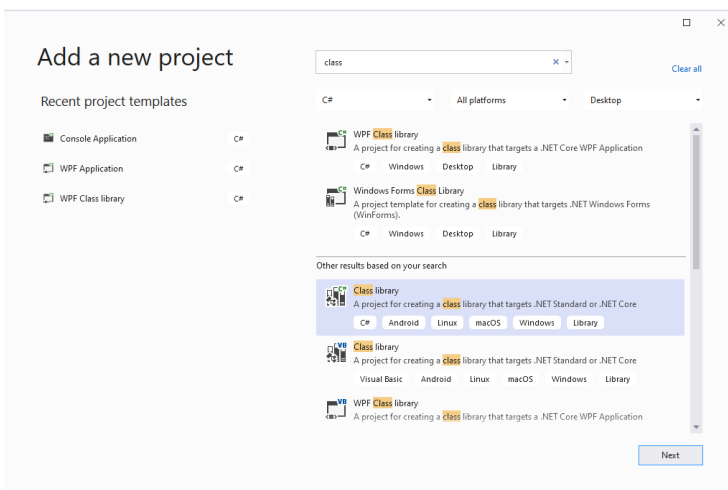 Add a new project
class
Clear all
Recent project templates
C#
All platforms
Desktop
Console Application
C#
WPF Application
C#
WPF Class library
C#
WPF Class library
A project for creating a class library that targets a .NET Core WPF Application
C# Windows Desktop Library
Windows Forms Class Library
A project template for creating a class library that targets .NET Windows Forms
(WinForms).
C# Windows Desktop Library
Other results based on your search
Class library
A project for creating a class library that targets .NET Standard or .NET Core
C# Android Linux macOS Windows Library
Class library
A project for creating a class library that targets .NET Standard or .NET Core
Visual Basic Android Linux macOS Windows Library
WPF Class library
A project for creating a class library that targets a .NET Core WPF Application
Next